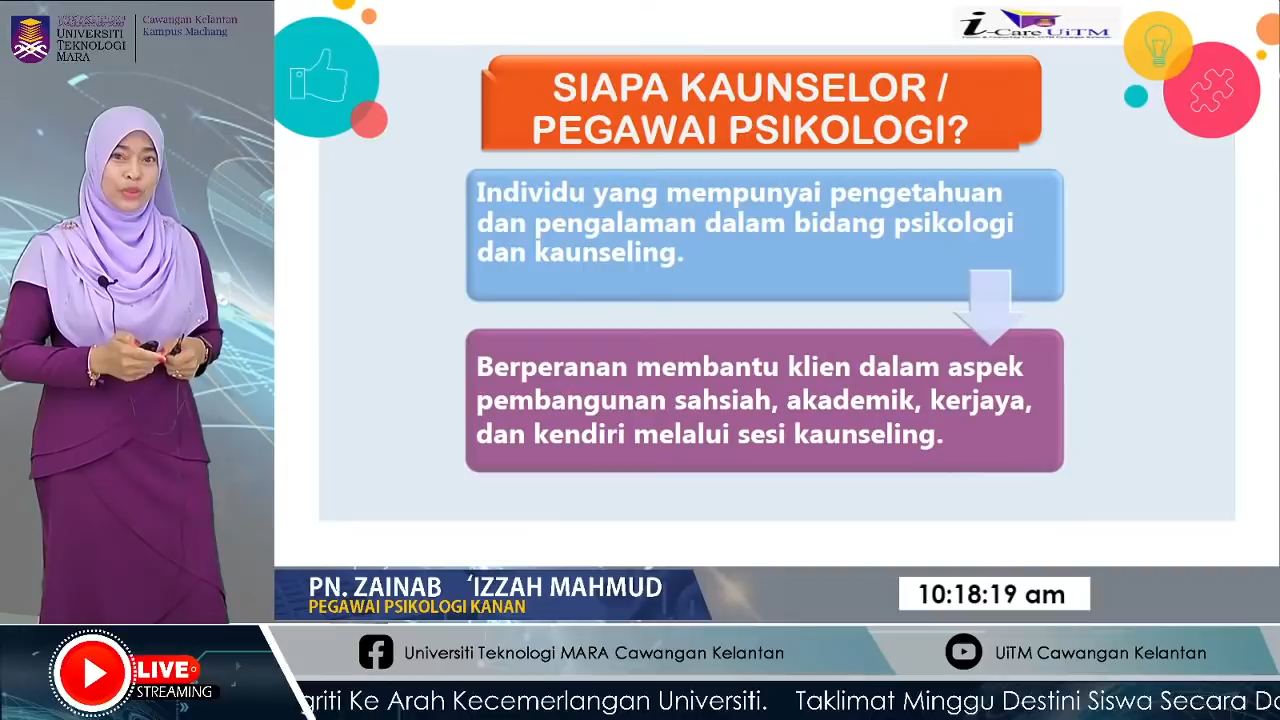 UNIVERSITI
TEKNOLOGI
MARA
Cawangan Kelantan
Kampus Machang
i-Care UiTM
SIAPA KAUNSELOR /
PEGAWAI PSIKOLOGI?
Individu yang mempunyai pengetahuan
dan pengalaman dalam bidang psikologi
dan kaunseling.
Berperanan membantu klien dalam aspek
pembangunan sahsiah, akademik, kerjaya,
dan kendiri melalui sesi kaunseling.
PN. ZAINAB ‘IZZAH MAHMUD
PEGAWAI PSIKOLOGI KANAN
10:18:19 am
LIVE
STREAMING
Universiti Teknologi MARA Cawangan Kelantan
UiTM Cawangan Kelantan
griti Ke Arah Kecemerlangan Universiti. Taklimat Minggu Destini Siswa Secara Da